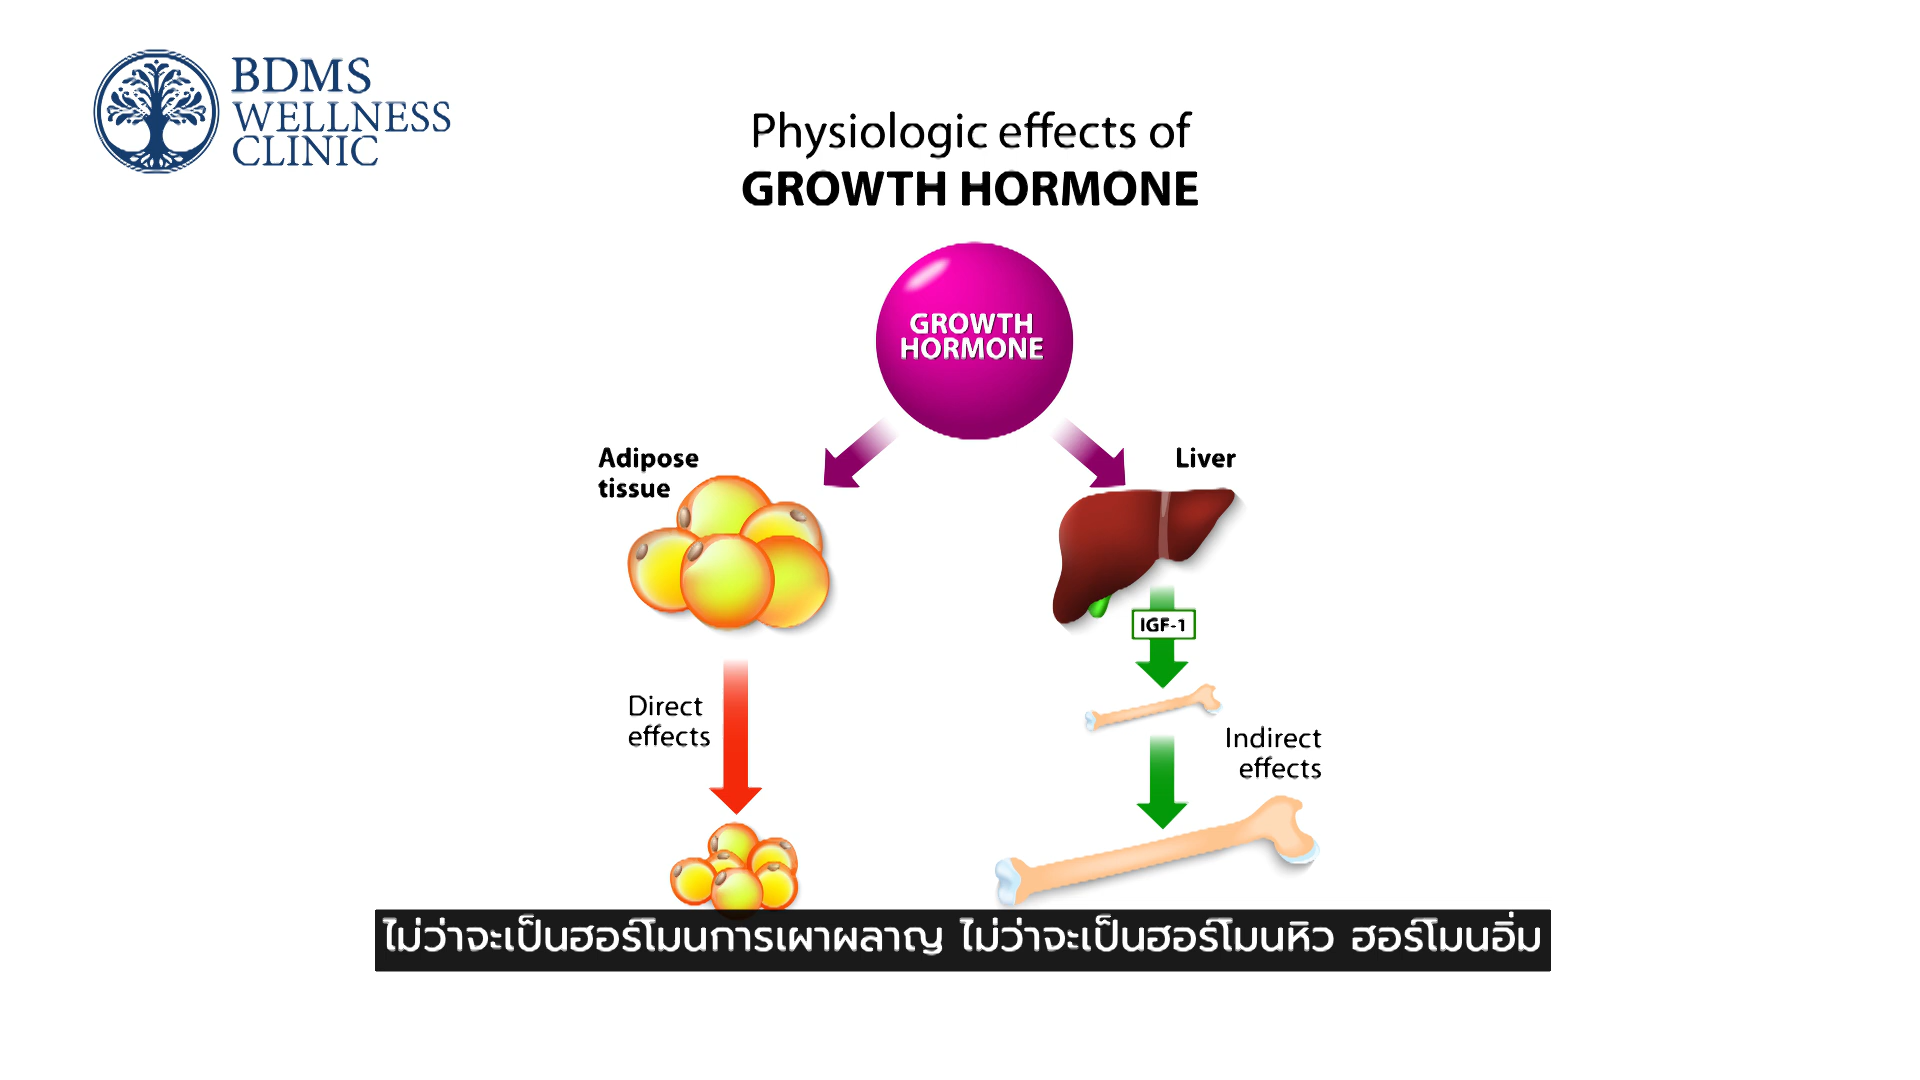 BDMS
WELLNESS
CLINIC
Physiologic effects of
GROWTH HORMONE
GROWTH
HORMONE
Adipose
tissue
Liver
IGF-1
Direct
effects
Indirect
effects
ไม่ว่าจะเป็นฮอร์โมนการเผาผลาญ ไม่ว่าจะเป็นฮอร์โมนหิว ฮอร์โมนอิ่ม